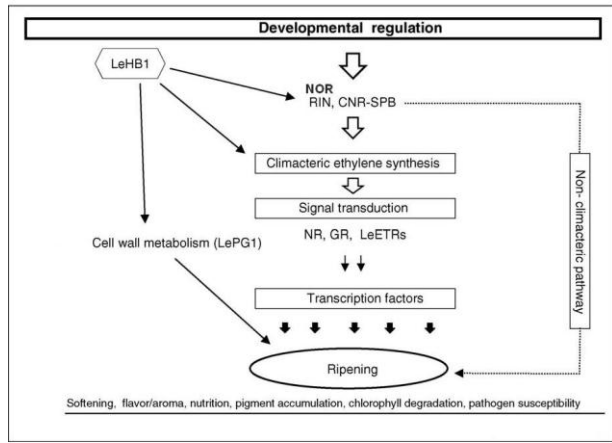 Developmental regulation
LeHB1
NOR
RIN, CNR-SPB
Climacteric ethylene synthesis
Signal transduction
NR, GR, LeETRs
Cell wall metabolism (LePG1)
Transcription factors
Non- climacteric pathway
Ripening
Softening, flavor/aroma, nutrition, pigment accumulation, chlorophyll degradation, pathogen susceptibility